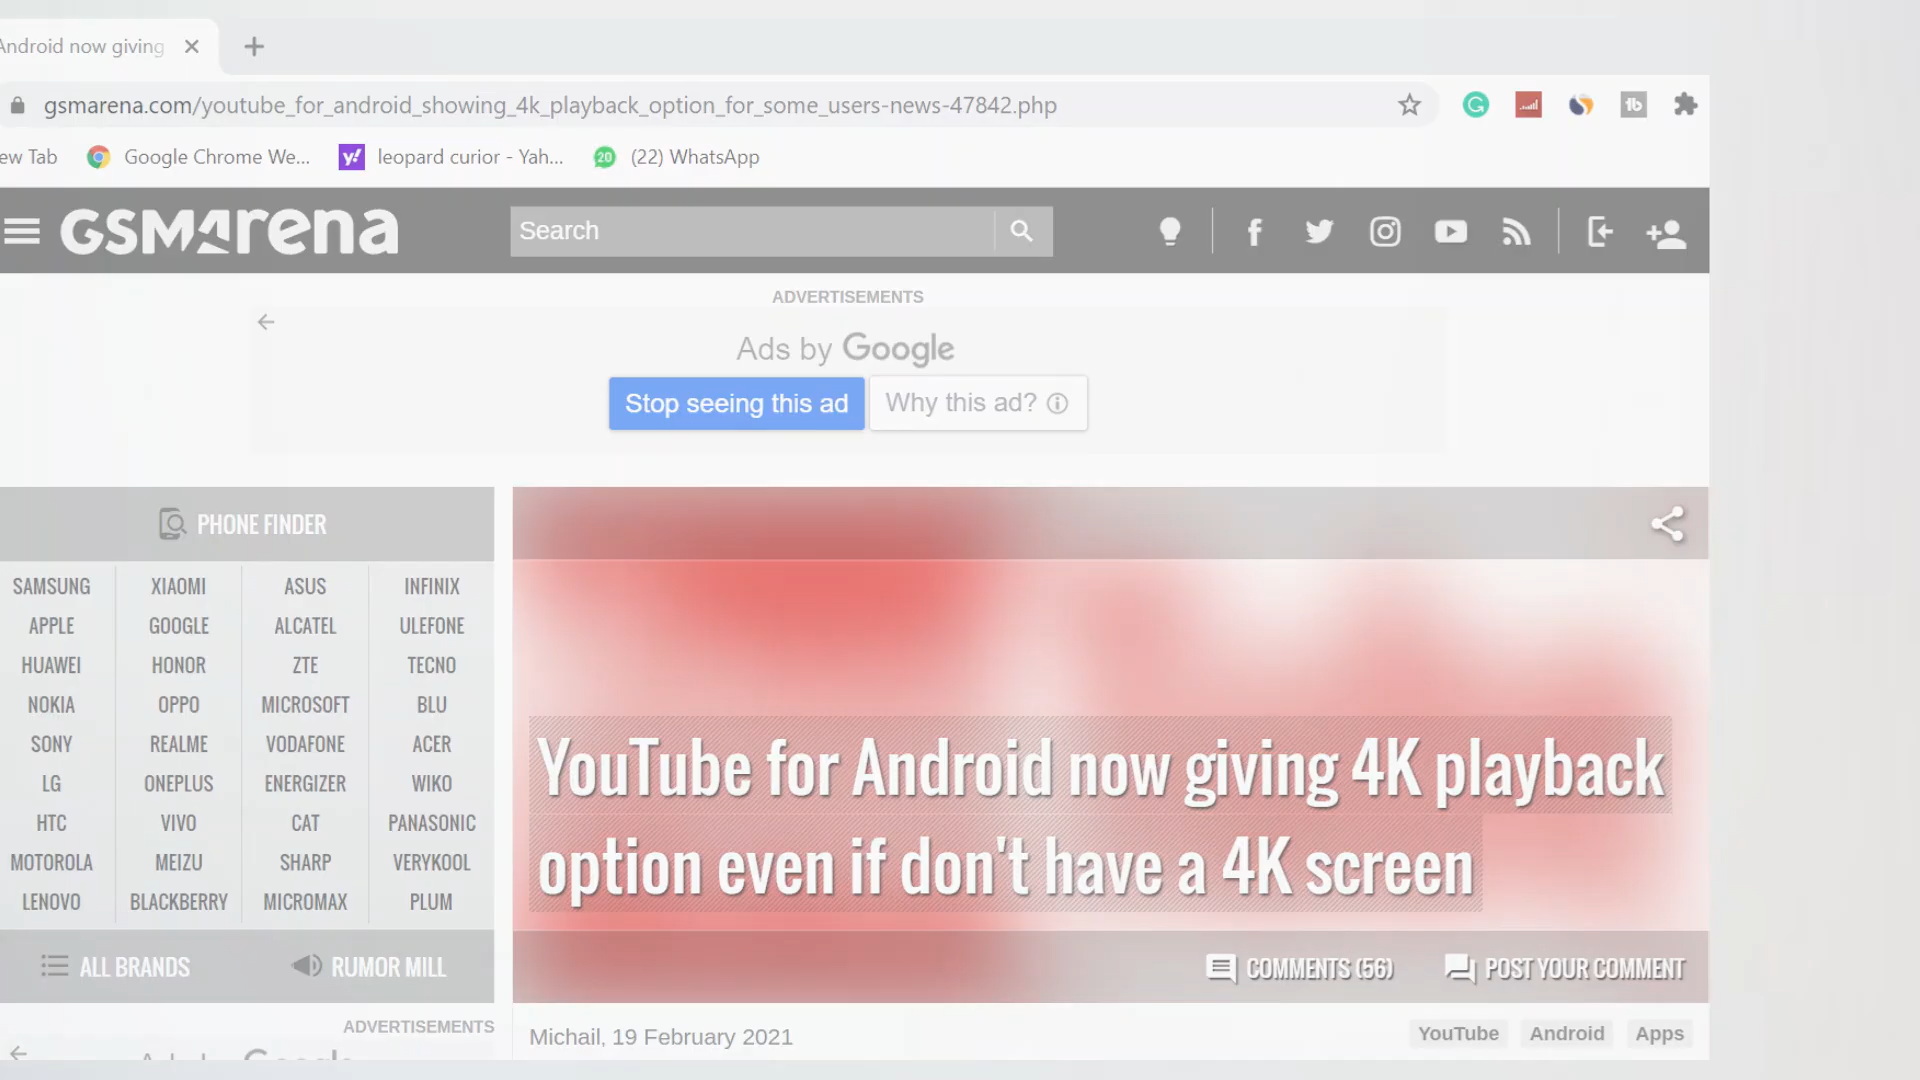 Android now giving
gsmarena.com/youtube_for_android_showing_4k_playback_option_for_some_users-news-47842.php
ew Tab
Google Chrome We...
leopard curior - Yah...
20
(22) WhatsApp
GSMArena
Search
ADVERTISEMENTS
Ads by Google
Stop seeing this ad
Why this ad?
PHONE FINDER
SAMSUNG XIAOMI ASUS INFINIX
APPLE GOOGLE ALCATEL ULEFONE
HUAWEI HONOR ZTE TECNO
NOKIA OPPO MICROSOFT BLU
SONY REALME VODAFONE ACER
LG ONEPLUS ENERGIZER WIKO
HTC VIVO CAT PANASONIC
MOTOROLA MEIZU SHARP VERYKOOL
LENOVO BLACKBERRY MICROMAX PLUM
ALL BRANDS RUMOR MILL
YouTube for Android now giving 4K playback
option even if don't have a 4K screen
COMMENTS (56) POST YOUR COMMENT
ADVERTISEMENTS
Michail, 19 February 2021
YouTube Android Apps